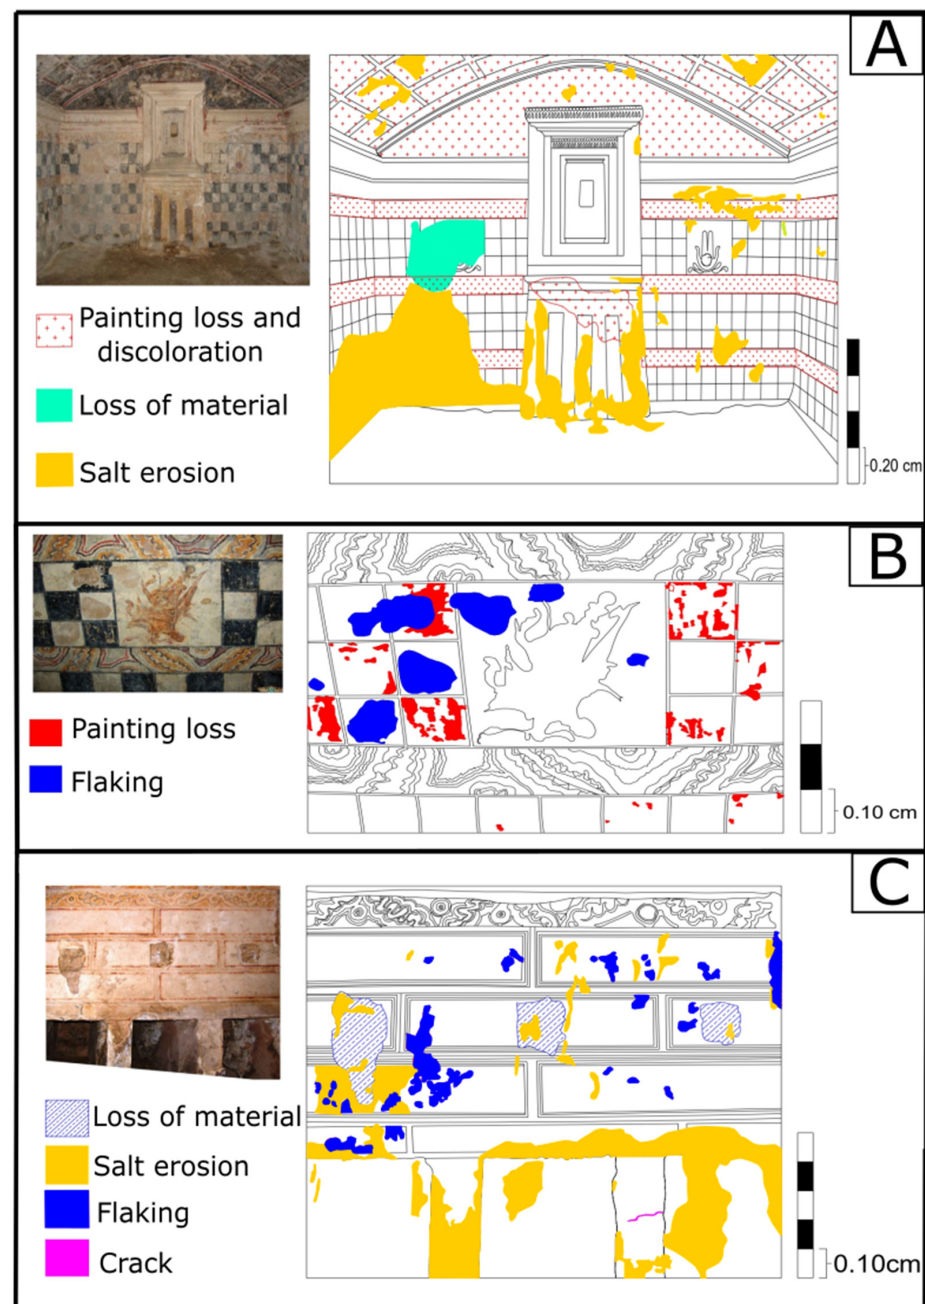 A
Painting loss and
discoloration
Loss of material
Salt erosion
0.20 cm
B
Painting loss
Flaking
0.10 cm
C
Loss of material
Salt erosion
Flaking
Crack
0.10cm